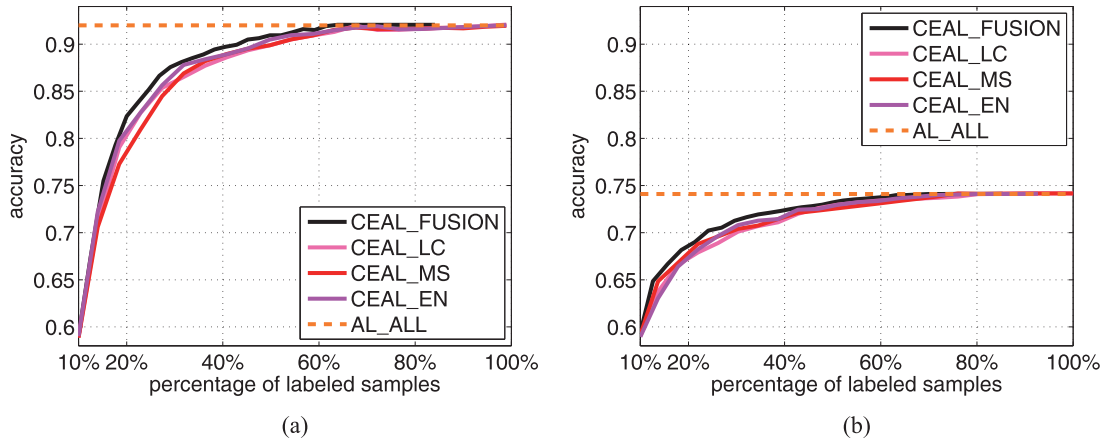 0.9
0.85
0.8
0.75
0.7
0.65
0.6
accuracy
CEAL_FUSION
CEAL_LC
CEAL_MS
CEAL_EN
AL_ALL
10% 20% 40% 60% 80% 100%
percentage of labeled samples
(a)
0.9
0.85
0.8
0.75
0.7
0.65
0.6
accuracy
CEAL_FUSION
CEAL_LC
CEAL_MS
CEAL_EN
AL_ALL
10% 20% 40% 60% 80% 100%
percentage of labeled samples
(b)